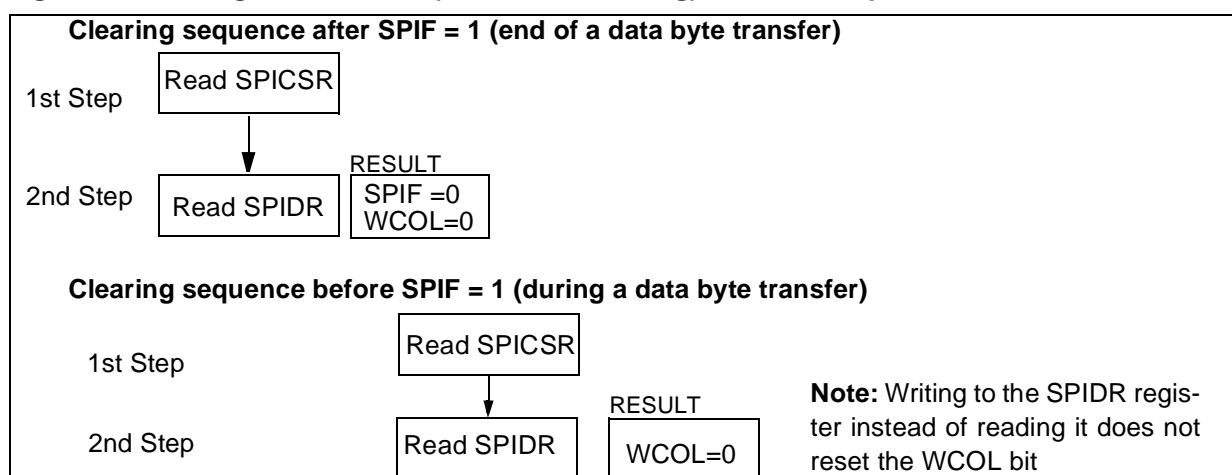 Clearing sequence after SPIF = 1 (end of a data byte transfer)
1st Step
Read SPICSR
2nd Step
Read SPIDR
RESULT
SPIF =0
WCOL=0
Clearing sequence before SPIF = 1 (during a data byte transfer)
1st Step
Read SPICSR
2nd Step
Read SPIDR
RESULT
WCOL=0
Note: Writing to the SPIDR regis-
ter instead of reading it does not
reset the WCOL bit